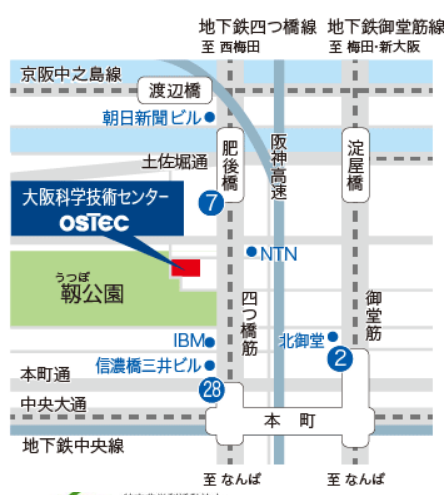 地下鉄四つ橋線
至 西梅田
地下鉄御堂筋線
至 梅田・新大阪
京阪中之島線
渡辺橋
朝日新聞ビル
土佐堀通
肥後橋
阪神高速
淀屋橋
大阪科学技術センター
OSTEC
7
NTN
うつぼ
靱公園
四つ橋筋
御堂筋
IBM
北御堂
2
信濃橋三井ビル
本町通
28
中央大通
本町
地下鉄中央線
至 なんば
至 なんば